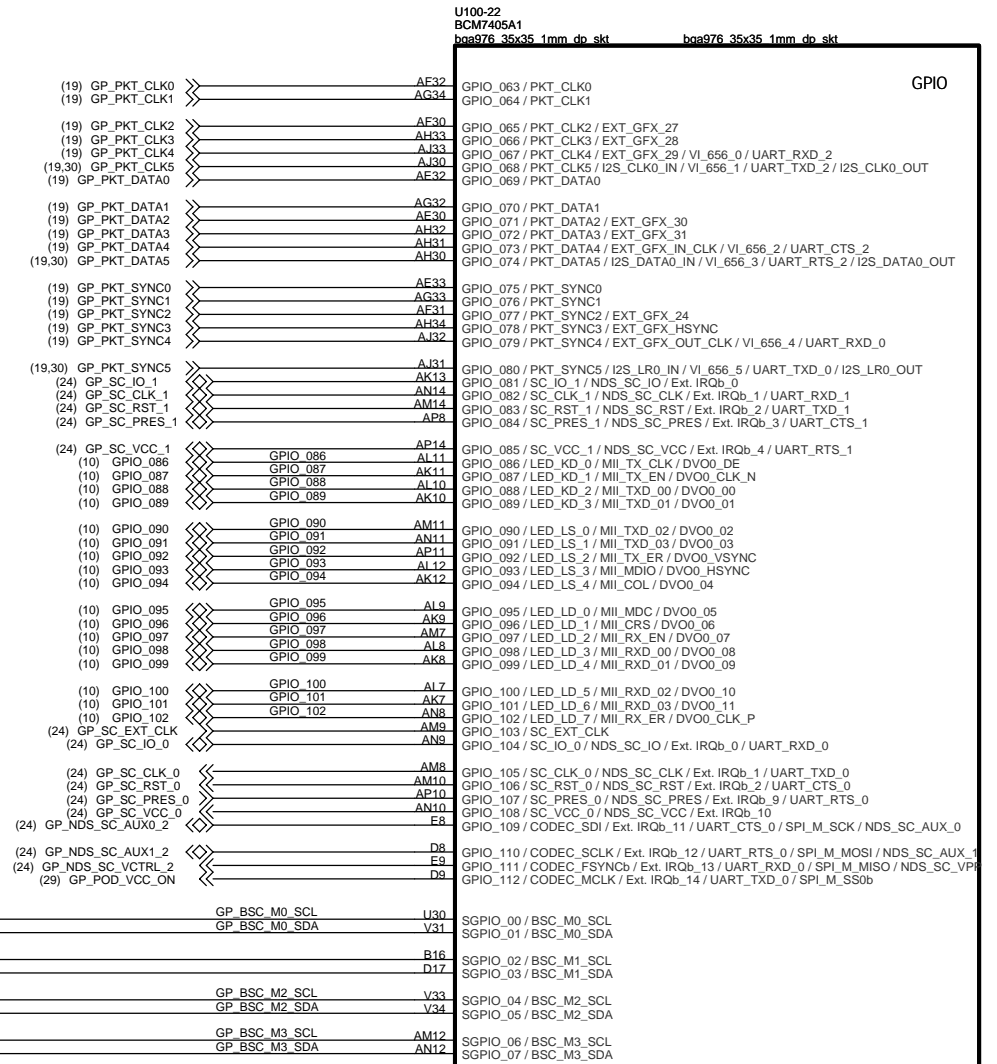 U100-22
BCM7405A1
bga976_35x35_1mm_dp_skt bga976_35x35_1mm_dp_skt
GPIO
(19) GP_PKT_CLK0 AF32 GPIO_063 / PKT_CLK0
(19) GP_PKT_CLK1 AG34 GPIO_064 / PKT_CLK1
(19) GP_PKT_CLK2 AF30 GPIO_065 / PKT_CLK2 / EXT_GFX_27
(19) GP_PKT_CLK3 AH33 GPIO_066 / PKT_CLK3 / EXT_GFX_28
(19) GP_PKT_CLK4 AJ33 GPIO_067 / PKT_CLK4 / EXT_GFX_29 / VI_656_0 / UART_RXD_2
(19,30) GP_PKT_CLK5 AJ30 GPIO_068 / PKT_CLK5 / I2S_CLK0_IN / VI_656_1 / UART_TXD_2 / I2S_CLK0_OUT
(19) GP_PKT_DATA0 AE32 GPIO_069 / PKT_DATA0
(19) GP_PKT_DATA1 AG32 GPIO_070 / PKT_DATA1
(19) GP_PKT_DATA2 AE30 GPIO_071 / PKT_DATA2 / EXT_GFX_30
(19) GP_PKT_DATA3 AH32 GPIO_072 / PKT_DATA3 / EXT_GFX_31
(19) GP_PKT_DATA4 AH31 GPIO_073 / PKT_DATA4 / EXT_GFX_IN_CLK / VI_656_2 / UART_CTS_2
(19,30) GP_PKT_DATA5 AH30 GPIO_074 / PKT_DATA5 / I2S_DATA0_IN / VI_656_3 / UART_RTS_2 / I2S_DATA0_OUT
(19) GP_PKT_SYNC0 AE33 GPIO_075 / PKT_SYNC0
(19) GP_PKT_SYNC1 AG33 GPIO_076 / PKT_SYNC1
(19) GP_PKT_SYNC2 AF31 GPIO_077 / PKT_SYNC2 / EXT_GFX_24
(19) GP_PKT_SYNC3 AH34 GPIO_078 / PKT_SYNC3 / EXT_GFX_HSYNC
(19) GP_PKT_SYNC4 AJ32 GPIO_079 / PKT_SYNC4 / EXT_GFX_OUT_CLK / VI_656_4 / UART_RXD_0
(19,30) GP_PKT_SYNC5 AJ31 GPIO_080 / PKT_SYNC5 / I2S_LR0_IN / VI_656_5 / UART_TXD_0 / I2S_LR0_OUT
(24) GP_SC_IO_1 AK13 GPIO_081 / SC_IO_1 / NDS_SC_IO / Ext. IRQb_0
(24) GP_SC_CLK_1 AN14 GPIO_082 / SC_CLK_1 / NDS_SC_CLK / Ext. IRQb_1 / UART_RXD_1
(24) GP_SC_RST_1 AM14 GPIO_083 / SC_RST_1 / NDS_SC_RST / Ext. IRQb_2 / UART_TXD_1
(24) GP_SC_PRES_1 AP8 GPIO_084 / SC_PRES_1 / NDS_SC_PRES / Ext. IRQb_3 / UART_CTS_1
(24) GP_SC_VCC_1 AP14 GPIO_085 / SC_VCC_1 / NDS_SC_VCC / Ext. IRQb_4 / UART_RTS_1
(10) GPIO_086 GPIO_086 AL11 GPIO_086 / LED_KD_0 / MII_TX_CLK / DVO0_DE
(10) GPIO_087 GPIO_087 AK11 GPIO_087 / LED_KD_1 / MII_TX_EN / DVO0_CLK_N
(10) GPIO_088 GPIO_088 AL10 GPIO_088 / LED_KD_2 / MII_TXD_00 / DVO0_00
(10) GPIO_089 GPIO_089 AK10 GPIO_089 / LED_KD_3 / MII_TXD_01 / DVO0_01
(10) GPIO_090 GPIO_090 AM11 GPIO_090 / LED_LS_0 / MII_TXD_02 / DVO0_02
(10) GPIO_091 GPIO_091 AN11 GPIO_091 / LED_LS_1 / MII_TXD_03 / DVO0_03
(10) GPIO_092 GPIO_092 AP11 GPIO_092 / LED_LS_2 / MII_TX_ER / DVO0_VSYNC
(10) GPIO_093 GPIO_093 AL12 GPIO_093 / LED_LS_3 / MII_MDIO / DVO0_HSYNC
(10) GPIO_094 GPIO_094 AK12 GPIO_094 / LED_LS_4 / MII_COL / DVO0_04
(10) GPIO_095 GPIO_095 AL9 GPIO_095 / LED_LD_0 / MII_MDC / DVO0_05
(10) GPIO_096 GPIO_096 AK9 GPIO_096 / LED_LD_1 / MII_CRS / DVO0_06
(10) GPIO_097 GPIO_097 AM7 GPIO_097 / LED_LD_2 / MII_RX_EN / DVO0_07
(10) GPIO_098 GPIO_098 AL8 GPIO_098 / LED_LD_3 / MII_RXD_00 / DVO0_08
(10) GPIO_099 GPIO_099 AK8 GPIO_099 / LED_LD_4 / MII_RXD_01 / DVO0_09
(10) GPIO_100 GPIO_100 AL7 GPIO_100 / LED_LD_5 / MII_RXD_02 / DVO0_10
(10) GPIO_101 GPIO_101 AK7 GPIO_101 / LED_LD_6 / MII_RXD_03 / DVO0_11
(10) GPIO_102 GPIO_102 AN8 GPIO_102 / LED_LD_7 / MII_RX_ER / DVO0_CLK_P
(24) GP_SC_EXT_CLK AM9 GPIO_103 / SC_EXT_CLK
(24) GP_SC_IO_0 AN9 GPIO_104 / SC_IO_0 / NDS_SC_IO / Ext. IRQb_0 / UART_RXD_0
(24) GP_SC_CLK_0 AM8 GPIO_105 / SC_CLK_0 / NDS_SC_CLK / Ext. IRQb_1 / UART_TXD_0
(24) GP_SC_RST_0 AM10 GPIO_106 / SC_RST_0 / NDS_SC_RST / Ext. IRQb_2 / UART_CTS_0
(24) GP_SC_PRES_0 AP10 GPIO_107 / SC_PRES_0 / NDS_SC_PRES / Ext. IRQb_9 / UART_RTS_0
(24) GP_SC_VCC_0 AN10 GPIO_108 / SC_VCC_0 / NDS_SC_VCC / Ext. IRQb_10
(24) GP_NDS_SC_AUX0_2 E8 GPIO_109 / CODEC_SDI / Ext. IRQb_11 / UART_CTS_0 / SPI_M_SCK / NDS_SC_AUX_0
(24) GP_NDS_SC_AUX1_2 D8 GPIO_110 / CODEC_SCLK / Ext. IRQb_12 / UART_RTS_0 / SPI_M_MOSI / NDS_SC_AUX_1
(24) GP_NDS_SC_VCTRL_2 E9 GPIO_111 / CODEC_FSYNCb / Ext. IRQb_13 / UART_RXD_0 / SPI_M_MISO / NDS_SC_VPP
(29) GP_POD_VCC_ON D9 GPIO_112 / CODEC_MCLK / Ext. IRQb_14 / UART_TXD_0 / SPI_M_SS0b
GP_BSC_M0_SCL U30 SGPIO_00 / BSC_M0_SCL
GP_BSC_M0_SDA V31 SGPIO_01 / BSC_M0_SDA
B16 SGPIO_02 / BSC_M1_SCL
D17 SGPIO_03 / BSC_M1_SDA
GP_BSC_M2_SCL V33 SGPIO_04 / BSC_M2_SCL
GP_BSC_M2_SDA V34 SGPIO_05 / BSC_M2_SDA
GP_BSC_M3_SCL AM12 SGPIO_06 / BSC_M3_SCL
GP_BSC_M3_SDA AN12 SGPIO_07 / BSC_M3_SDA